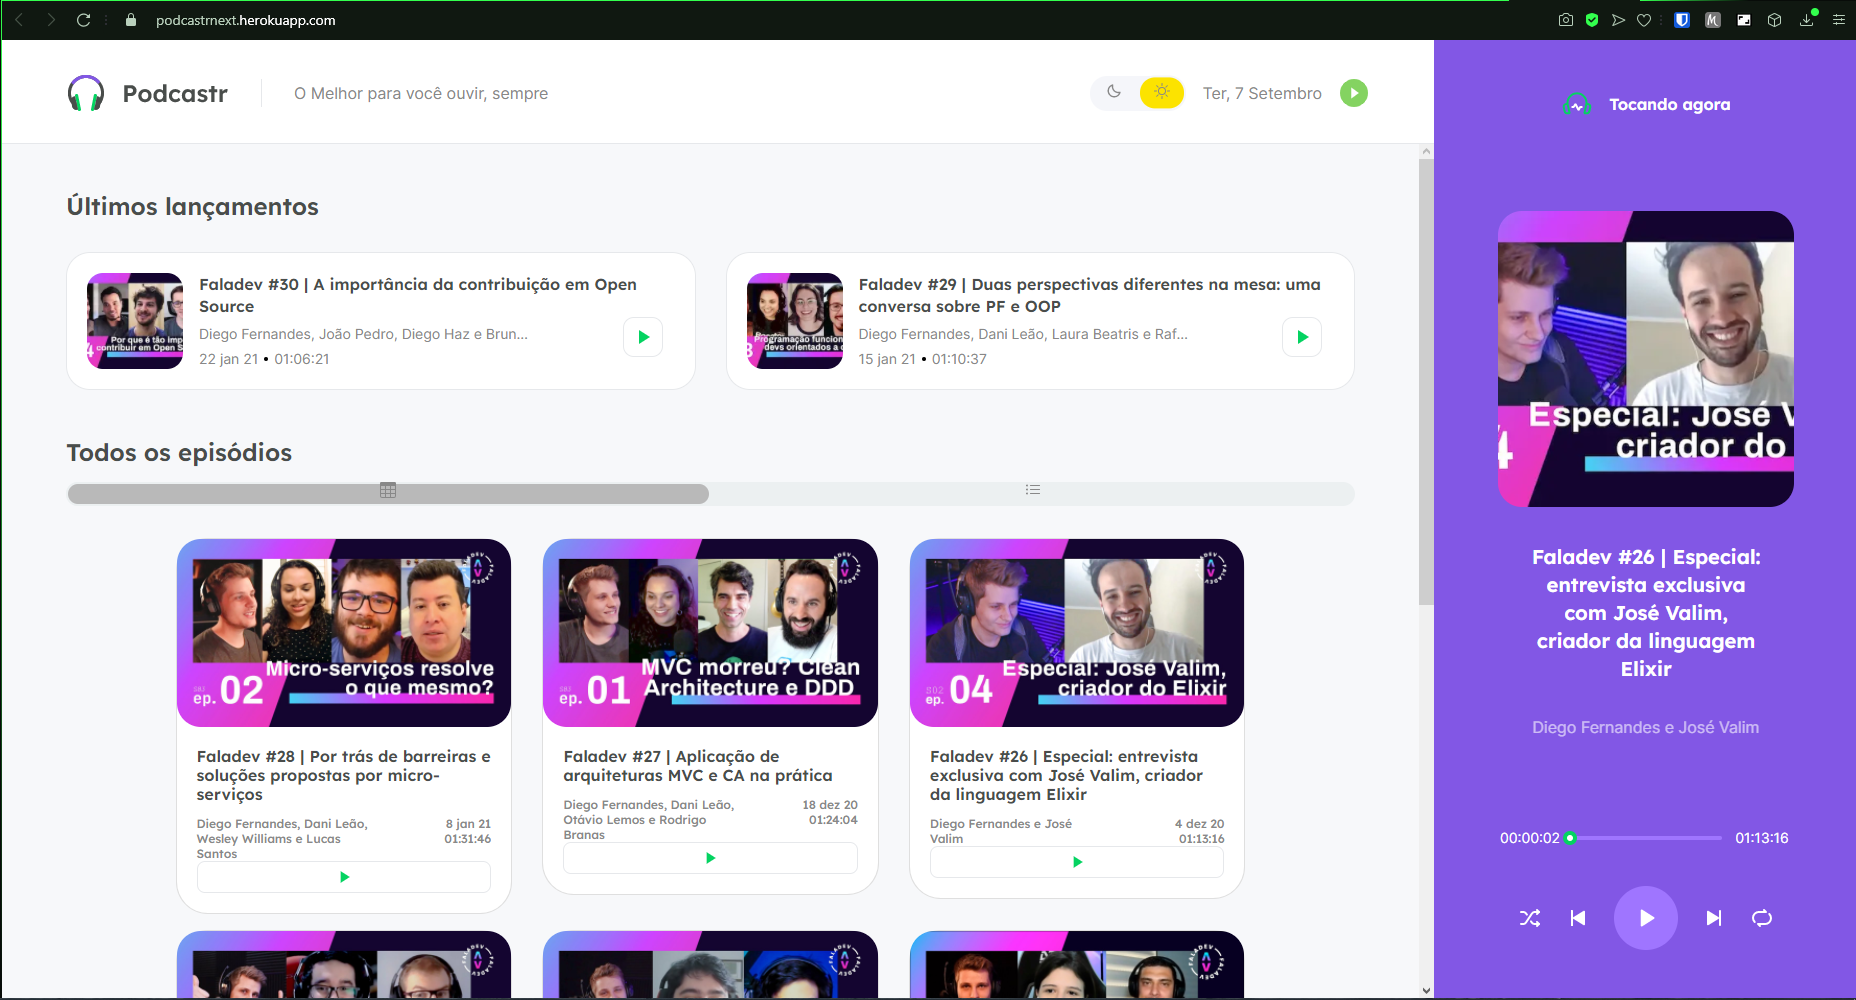 podcastrnext.herokuapp.com
Podcastr
O Melhor para você ouvir, sempre
Ter, 7 Setembro
Últimos lançamentos
Faladev #30 | A importância da contribuição em Open
Source
Diego Fernandes, João Pedro, Diego Haz e Brun...
22 jan 21 • 01:06:21
Por que é tão imp
contribuir em Open S
Faladev #29 | Duas perspectivas diferentes na mesa: uma
conversa sobre PF e OOP
Diego Fernandes, Dani Leão, Laura Beatris e Raf...
15 jan 21 • 01:10:37
Programação funcion
devs orientados a
Todos os episódios
FALADEV
Micro-serviços resolve
o que mesmo?
ep. 02
Faladev #28 | Por trás de barreiras e
soluções propostas por micro-
serviços
Diego Fernandes, Dani Leão,
Wesley Williams e Lucas
Santos
8 jan 21
01:31:46
FALADEV
MVC morreu? Clean
Architecture e DDD
ep. 01
Faladev #27 | Aplicação de
arquiteturas MVC e CA na prática
Diego Fernandes, Dani Leão,
Otávio Lemos e Rodrigo
Branas
18 dez 20
01:24:04
FALADEV
Especial: José Valim,
criador do Elixir
S02
ep. 04
Faladev #26 | Especial: entrevista
exclusiva com José Valim, criador
da linguagem Elixir
Diego Fernandes e José
Valim
4 dez 20
01:13:16
FALADEV
FALADEV
FALADEV
Tocando agora
Especial: José V
criador do
4
Faladev #26 | Especial:
entrevista exclusiva
com José Valim,
criador da linguagem
Elixir
Diego Fernandes e José Valim
00:00:02
01:13:16